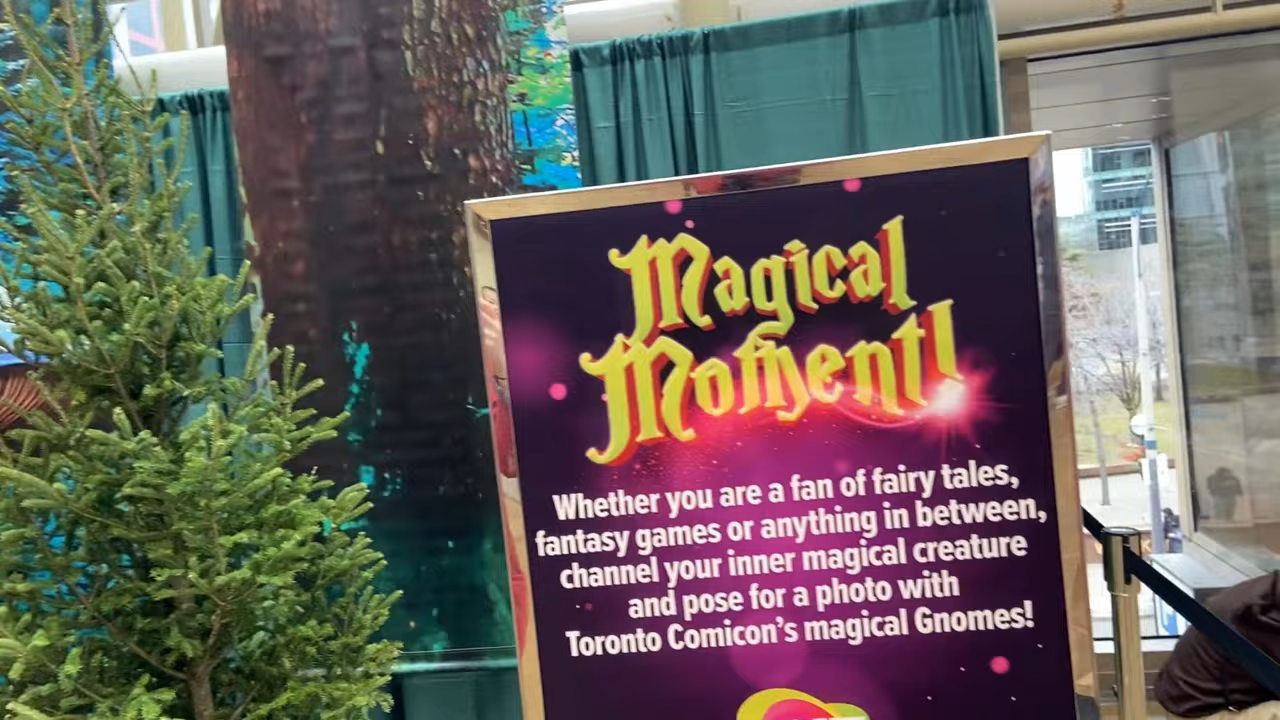 Magical
Moment!
Whether you are a fan of fairy tales,
fantasy games or anything in between,
channel your inner magical creature
and pose for a photo with
Toronto Comicon's magical Gnomes!